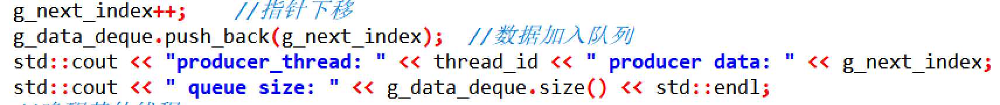 g_next_index++;    //指针下移
g_data_deque.push_back(g_next_index);  //数据加入队列
std::cout << "producer_thread: " << thread_id << " producer data: " << g_next_index;
std::cout << " queue size: " << g_data_deque.size() << std::endl;